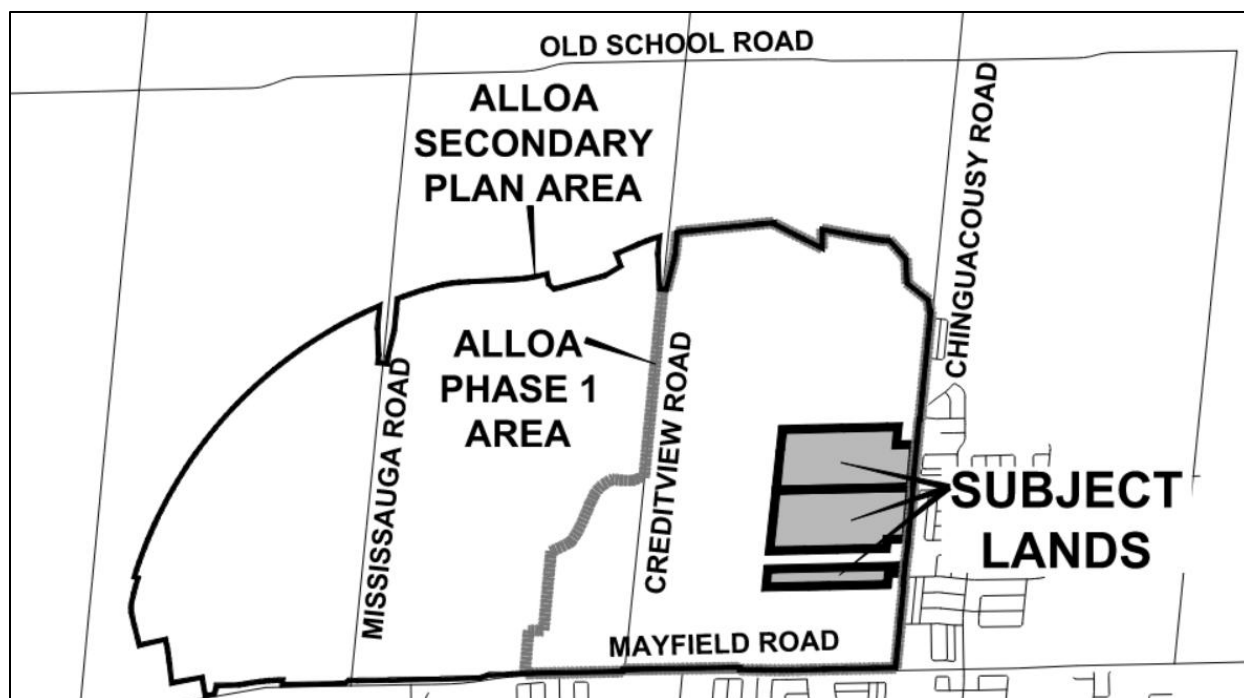 OLD SCHOOL ROAD
ALLOA
SECONDARY
PLAN AREA
CHINGUACOUSY ROAD
ALLOA
PHASE 1
AREA
MISSISSAUGA ROAD
CREDITVIEW ROAD
SUBJECT
LANDS
MAYFIELD ROAD